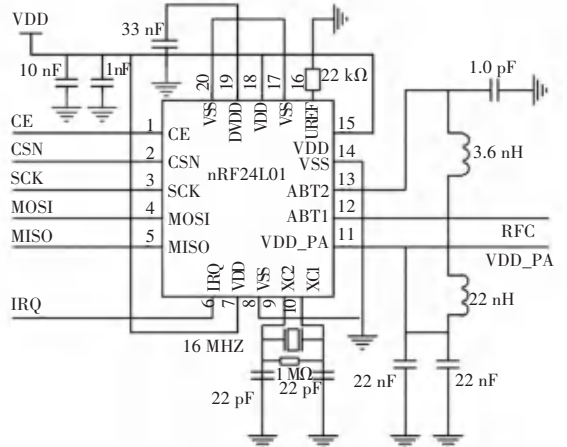 VDD
33 nF
10 nF
1nF
22 kΩ
1.0 pF
3.6 nH
20
19
18
17
16
VSS
DVDD
VDD
VSS
UREF
CE
1
CE
VDD
15
CSN
2
CSN
VSS
14
nRF24L01
SCK
3
SCK
ABT2
13
MOSI
4
MOSI
ABT1
12
RFC
MISO
5
MISO
VDD_PA
11
VDD_PA
IRQ
VDD
VSS
XC2
XC1
IRQ
6
7
8
9
10
22 nH
16 MHZ
1 MΩ
22 pF
22 pF
22 nF
22 nF